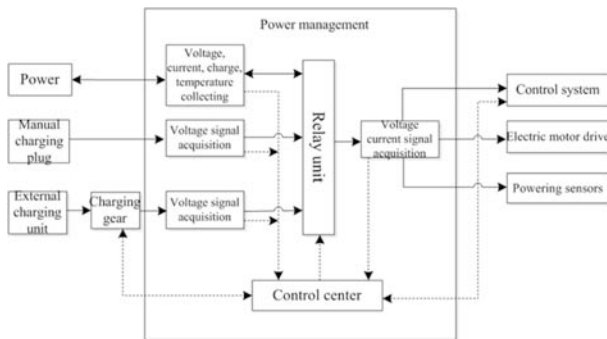 Power management
Power
Voltage,
current, charge,
temperature
collecting
Manual
charging
plug
Voltage signal
acquisition
External
charging
unit
Charging
gear
Voltage signal
acquisition
Relay unit
Voltage
current signal
acquisition
Control system
Electric motor drive
Powering sensors
Control center